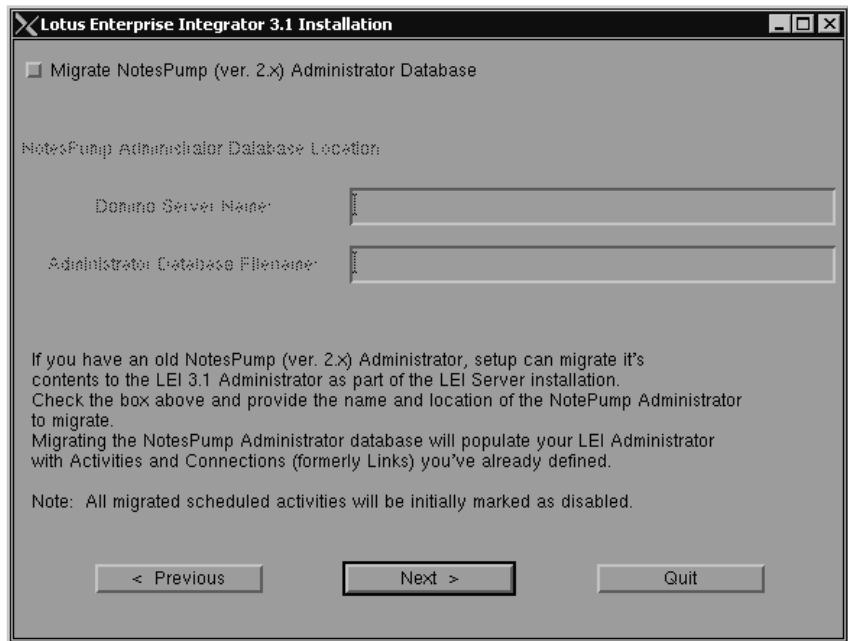 Lotus Enterprise Integrator 3.1 Installation
Migrate NotesPump (ver. 2.x) Administrator Database
NotesPump Administrator Database Location
Domino Server Name:
Administrator Database Filename:
If you have an old NotesPump (ver. 2.x) Administrator, setup can migrate it's
contents to the LEI 3.1 Administrator as part of the LEI Server installation.
Check the box above and provide the name and location of the NotePump Administrator
to migrate.
Migrating the NotesPump Administrator database will populate your LEI Administrator
with Activities and Connections (formerly Links) you've already defined.
Note:  All migrated scheduled activities will be initially marked as disabled.
< Previous
Next >
Quit